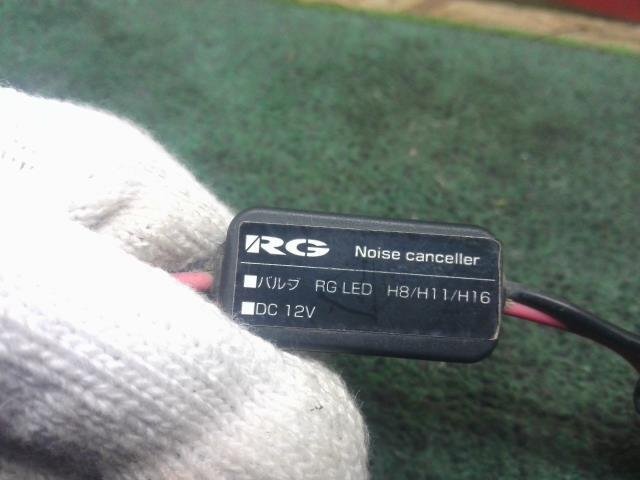 RG Noise canceller
■バルブ RG LED H8/H11/H16
■DC 12V